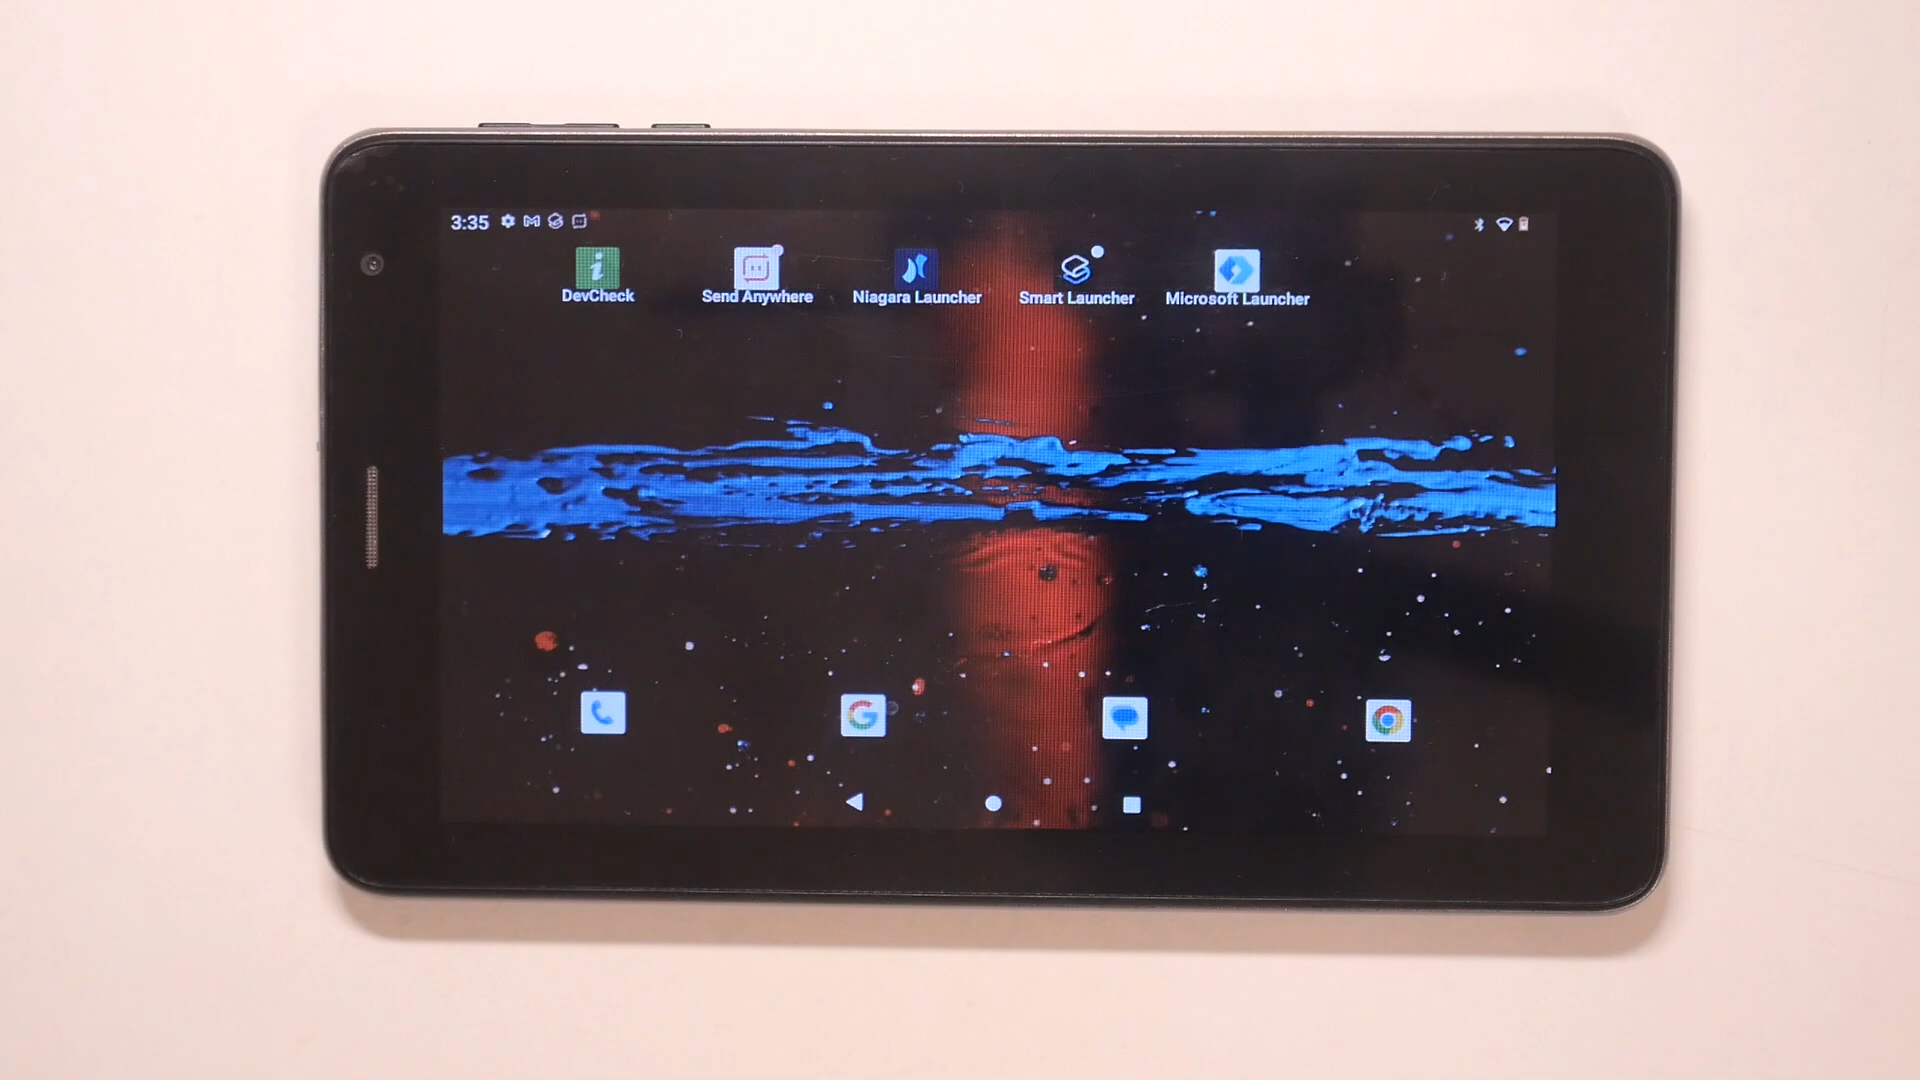 3:35
DevCheck
Send Anywhere
Niagara Launcher
Smart Launcher
Microsoft Launcher